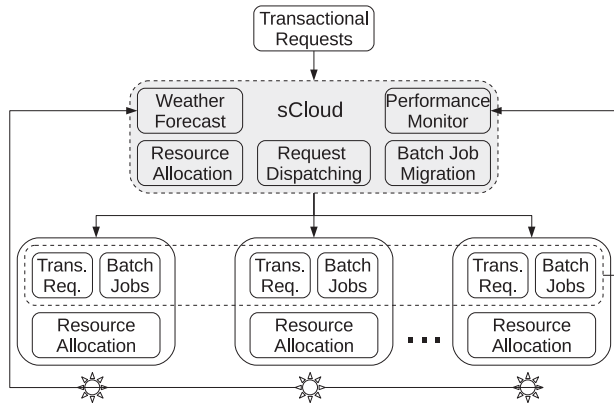 Transactional
Requests
Weather
Forecast
sCloud
Performance
Monitor
Resource
Allocation
Request
Dispatching
Batch Job
Migration
Trans.
Req.
Batch
Jobs
Resource
Allocation
Trans.
Req.
Batch
Jobs
Resource
Allocation
...
Trans.
Req.
Batch
Jobs
Resource
Allocation